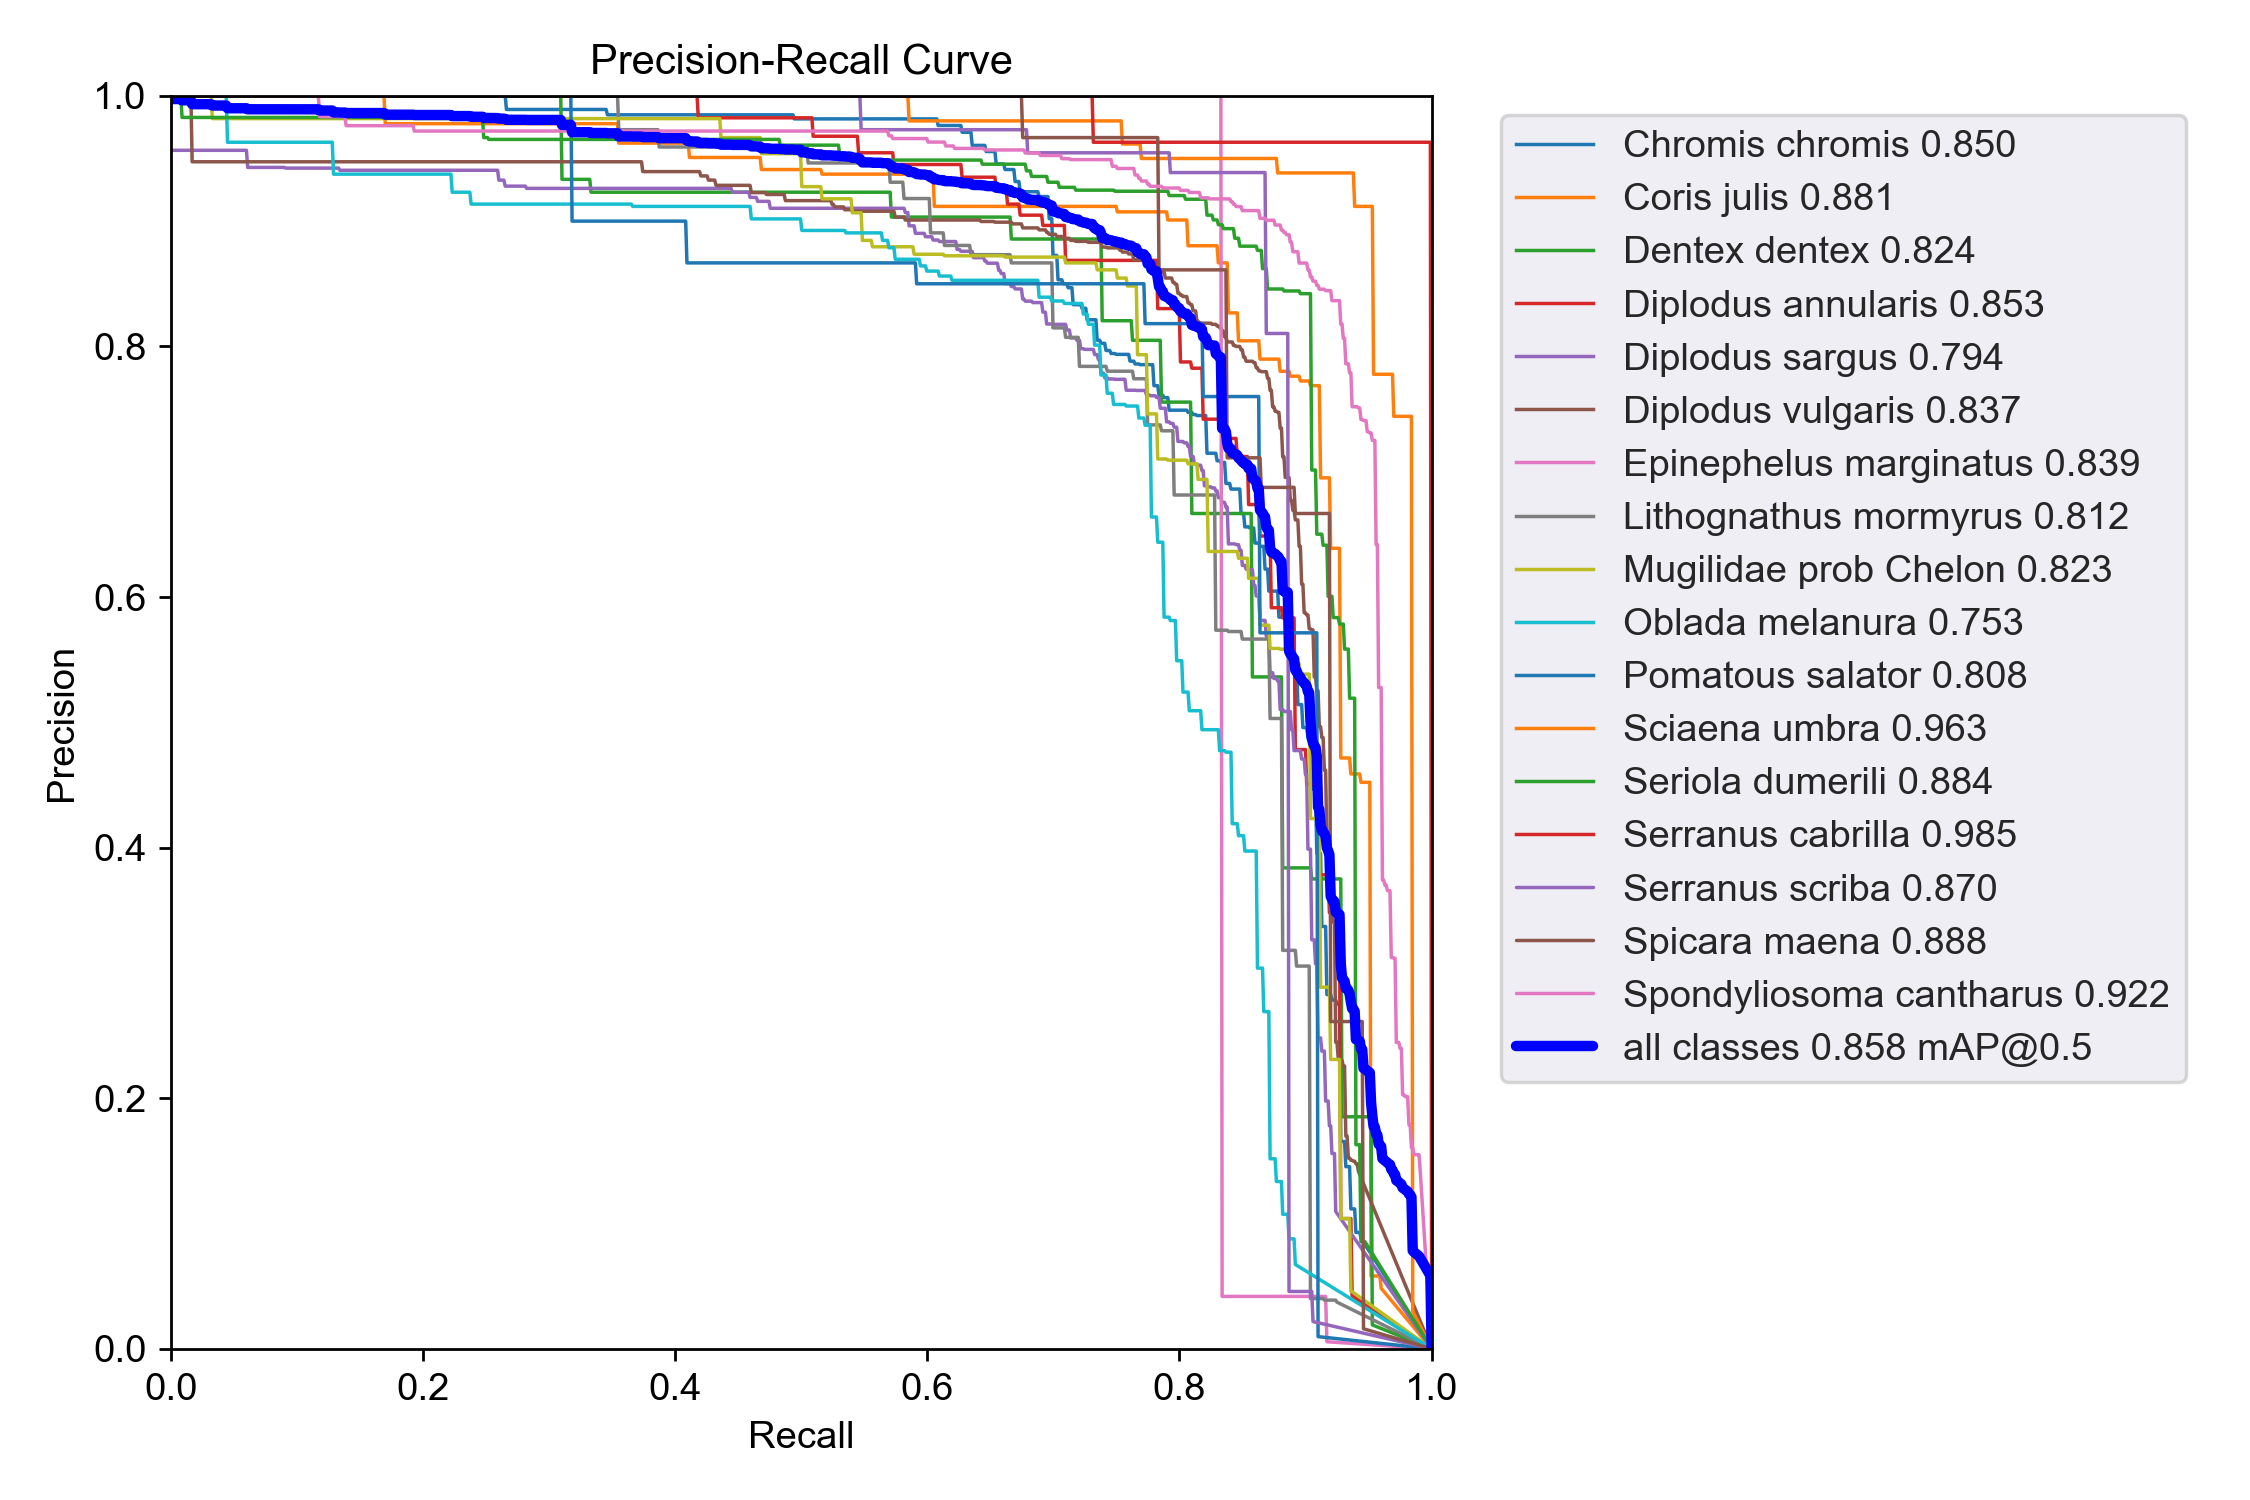 Precision-Recall Curve
1.0
0.8
0.6
0.4
0.2
0.0
Precision
0.0 0.2 0.4 0.6 0.8 1.0
Recall
Chromis chromis 0.850
Coris julis 0.881
Dentex dentex 0.824
Diplodus annularis 0.853
Diplodus sargus 0.794
Diplodus vulgaris 0.837
Epinephelus marginatus 0.839
Lithognathus mormyrus 0.812
Mugilidae prob Chelon 0.823
Oblada melanura 0.753
Pomatous salator 0.808
Sciaena umbra 0.963
Seriola dumerili 0.884
Serranus cabrilla 0.985
Serranus scriba 0.870
Spicara maena 0.888
Spondyliosoma cantharus 0.922
all classes 0.858 mAP@0.5